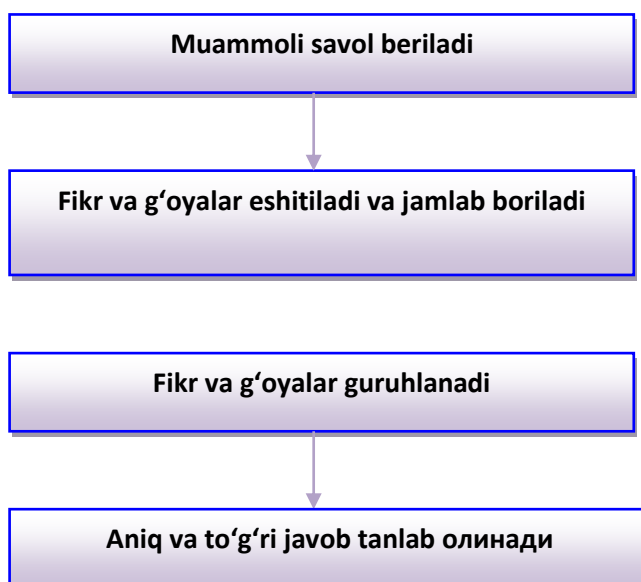 Muammoli savol beriladi
Fikr va g‘oyalar eshitiladi va jamlab boriladi
Fikr va g‘oyalar guruhlanadi
Aniq va to‘g‘ri javob tanlab олинади